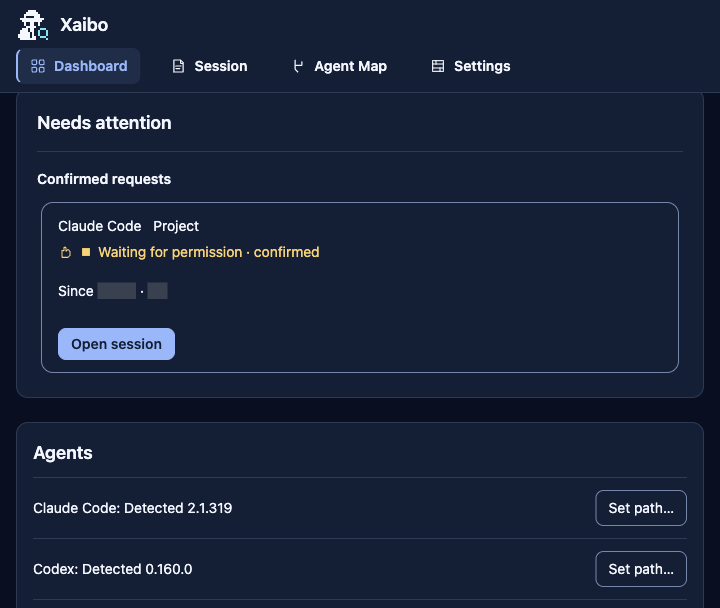 Xaibo
Dashboard Session Agent Map Settings
Needs attention
Confirmed requests
Claude Code Project
Waiting for permission · confirmed
Since ·
Open session
Agents
Claude Code: Detected 2.1.319
Set path...
Codex: Detected 0.160.0
Set path...